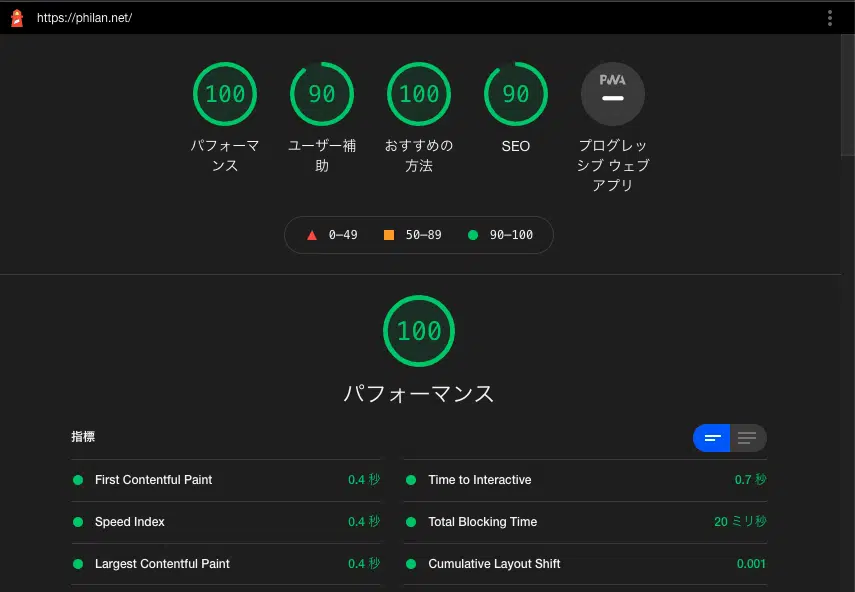 https://philan.net/
100
90
100
90
PWA
パフォーマ
ンス
ユーザー補
助
おすすめの
方法
SEO
プログレッ
シブ ウェブ
アプリ
0–49
50–89
90–100
100
パフォーマンス
指標
First Contentful Paint 0.4 秒
Time to Interactive 0.7 秒
Speed Index 0.4 秒
Total Blocking Time 20 ミリ秒
Largest Contentful Paint 0.4 秒
Cumulative Layout Shift 0.001